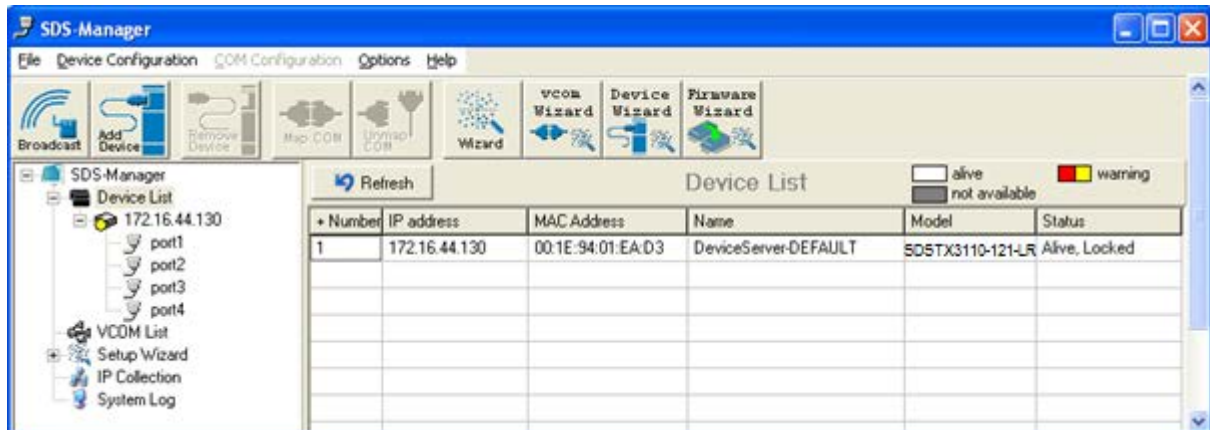 SDS-Manager
File Device Configuration COM Configuration Options Help
Broadcast
Add Device
Remove Device
Map COM
Unmap COM
Wizard
vcom Wizard
Device Wizard
Firmware Wizard
SDS-Manager
Device List
172.16.44.130
port1
port2
port3
port4
VCOM List
Setup Wizard
IP Collection
System Log
Refresh
Device List
alive
warning
not available
+ Number IP address MAC Address Name Model Status
1 172.16.44.130 00:1E:94:01:EA:D3 DeviceServer-DEFAULT SDSTX3110-121-LR Alive, Locked